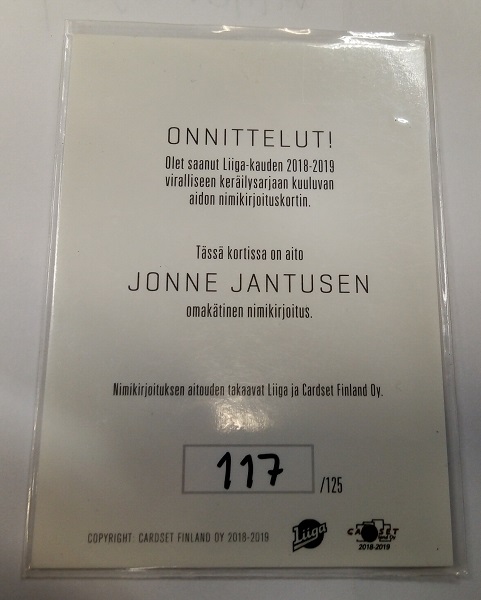 ONNITTELUT!
Olet saanut Liiga-kauden 2018-2019
viralliseen keräilysarjaan kuuluvan
aidon nimikirjoituskortin.
Tässä kortissa on aito
JONNE JANTUSEN
omakätinen nimikirjoitus.
Nimikirjoituksen aitouden takaavat Liiga ja Cardset Finland Oy.
117 /125
COPYRIGHT: CARDSET FINLAND OY 2018-2019
Liiga
CARDSET
2018-2019